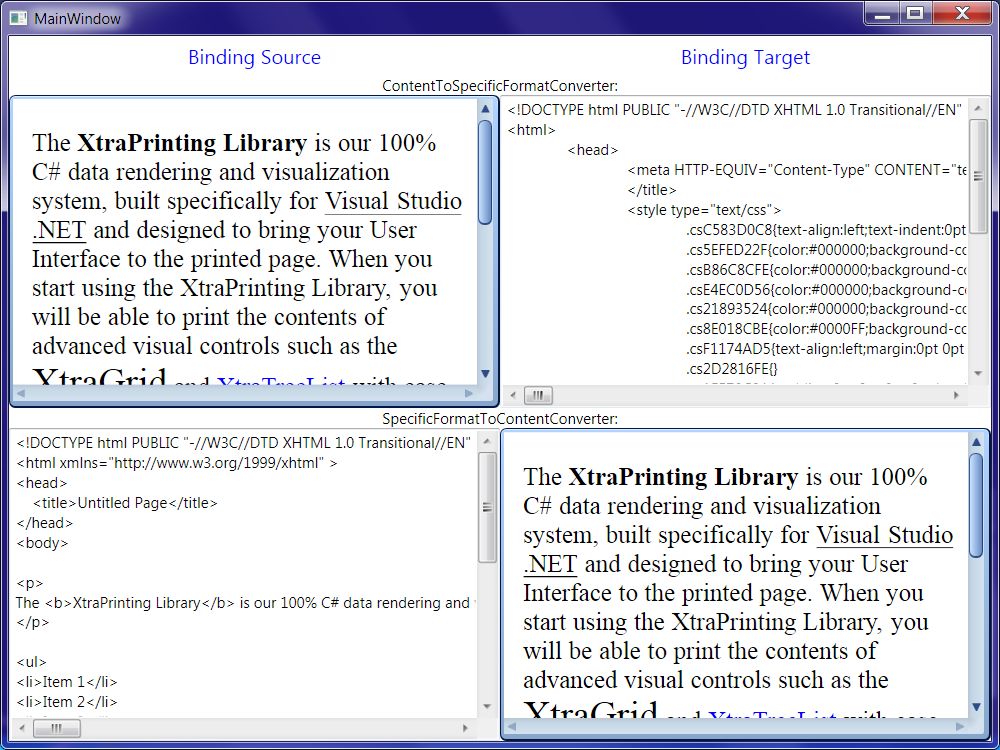 MainWindow
Binding Source
Binding Target
ContentToSpecificFormatConverter:
The XtraPrinting Library is our 100%
C# data rendering and visualization
system, built specifically for Visual Studio
.NET and designed to bring your User
Interface to the printed page. When you
start using the XtraPrinting Library, you
will be able to print the contents of
advanced visual controls such as the
XtraGrid and XtraTreeList with ease
<!DOCTYPE html PUBLIC "-//W3C//DTD XHTML 1.0 Transitional//EN"
<html>
<head>
<meta HTTP-EQUIV="Content-Type" CONTENT="te
</title>
<style type="text/css">
.csC583D0C8{text-align:left;text-indent:0pt
.cs5EFED22F{color:#000000;background-co
.csB86C8CFE{color:#000000;background-co
.csE4EC0D56{color:#000000;background-co
.cs21893524{color:#000000;background-co
.cs8E018CBE{color:#0000FF;background-co
.csF1174AD5{text-align:left;margin:0pt 0pt
.cs2D2816FE{}
SpecificFormatToContentConverter:
<!DOCTYPE html PUBLIC "-//W3C//DTD XHTML 1.0 Transitional//EN"
<html xmlns="http://www.w3.org/1999/xhtml" >
<head>
<title>Untitled Page</title>
</head>
<body>
<p>
The <b>XtraPrinting Library</b> is our 100% C# data rendering and
</p>
<ul>
<li>Item 1</li>
<li>Item 2</li>
The XtraPrinting Library is our 100%
C# data rendering and visualization
system, built specifically for Visual Studio
.NET and designed to bring your User
Interface to the printed page. When you
start using the XtraPrinting Library, you
will be able to print the contents of
advanced visual controls such as the
XtraGrid and XtraTreeList with ease